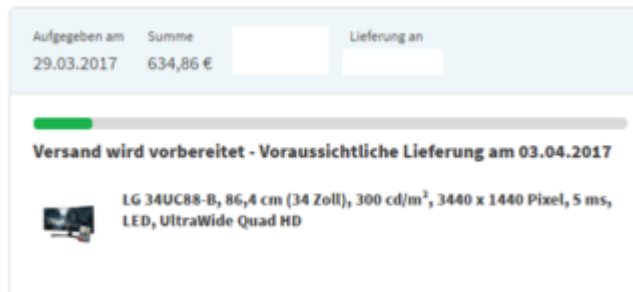 Aufgegeben am Summe Lieferung an
29.03.2017 634,86 €
Versand wird vorbereitet - Voraussichtliche Lieferung am 03.04.2017
LG 34UC88-B, 86,4 cm (34 Zoll), 300 cd/m², 3440 x 1440 Pixel, 5 ms,
LED, UltraWide Quad HD